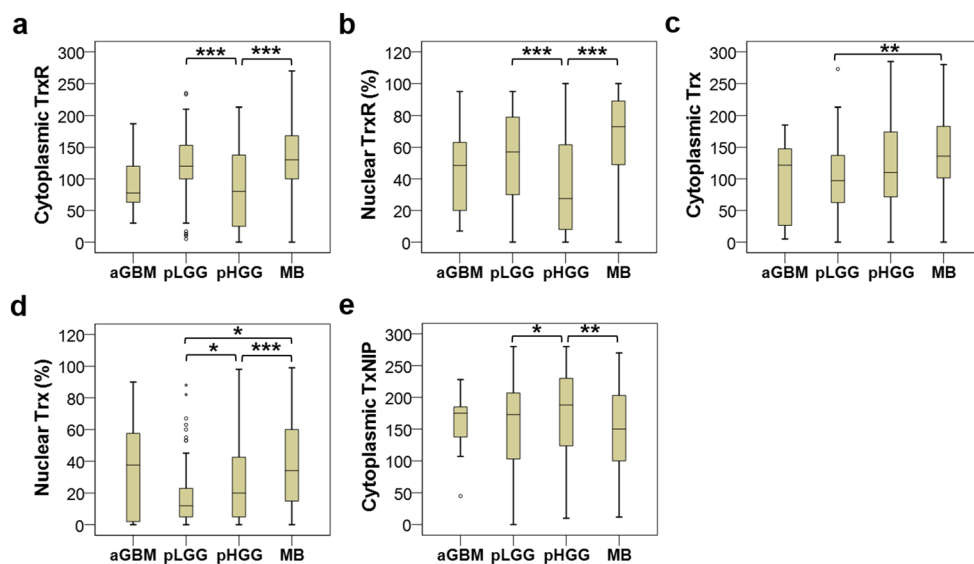 a
Cytoplasmic TrxR
300
250
200
150
100
50
0
*** ***
aGBM pLGG pHGG MB
b
Nuclear TrxR (%)
120
100
80
60
40
20
0
*** ***
aGBM pLGG pHGG MB
c
Cytoplasmic Trx
300
250
200
150
100
50
0
**
aGBM pLGG pHGG MB
d
Nuclear Trx (%)
120
100
80
60
40
20
0
*
* ***
aGBM pLGG pHGG MB
e
Cytoplasmic TxNIP
300
250
200
150
100
50
0
* **
aGBM pLGG pHGG MB